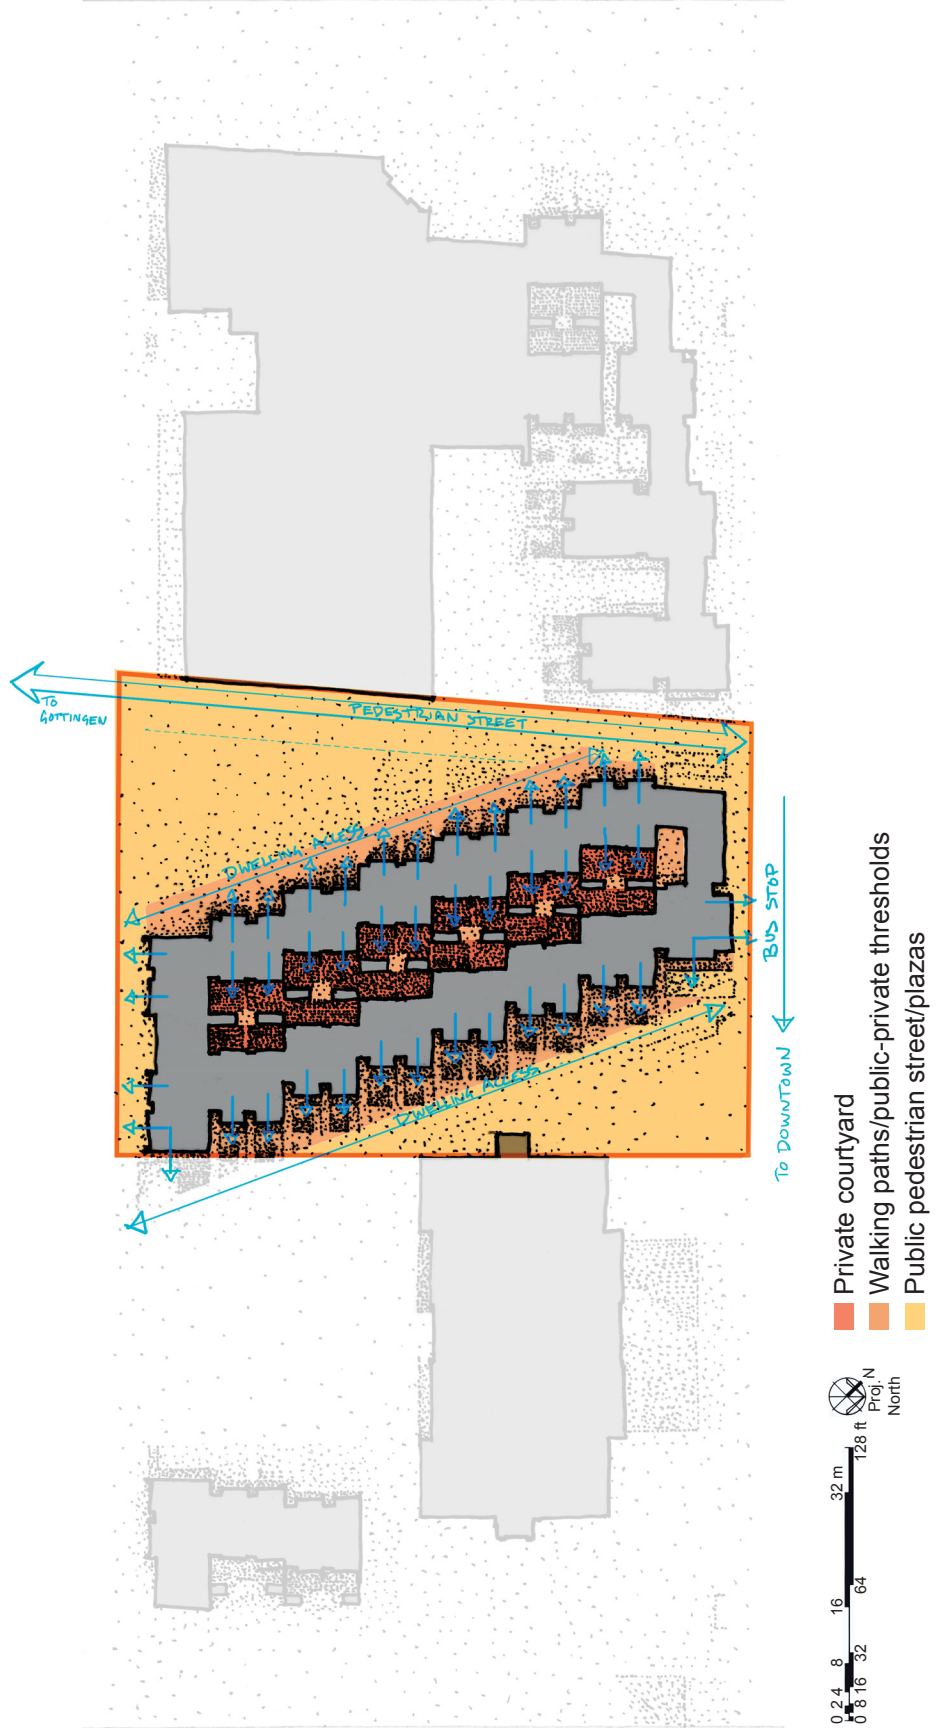 TO
GOTTINGEN
PEDESTRIAN STREET
DWELLING ACCESS
DWELLING ACCESS
BUS STOP
TO DOWNTOWN
Private courtyard
Walking paths/public-private thresholds
Public pedestrian street/plazas
0 2 4 8 16 32 m
0 8 16 32 64 128 ft
Proj. N
North